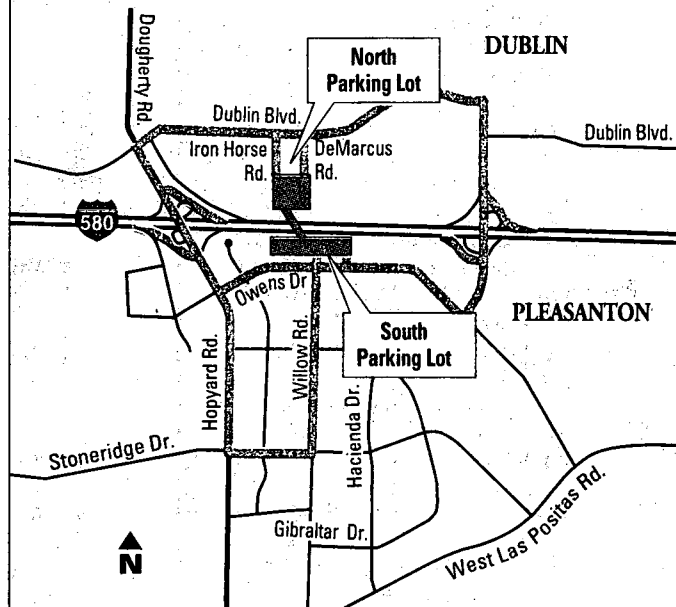 Dougherty Rd.
North
Parking Lot
DUBLIN
Dublin Blvd.
Dublin Blvd.
Iron Horse
Rd.
DeMarcus
Rd.
580
Owens Dr
PLEASANTON
South
Parking Lot
Hopyard Rd.
Willow Rd.
Hacienda Dr.
Stoneridge Dr.
Gibraltar Dr.
West Las Positas Rd.
N